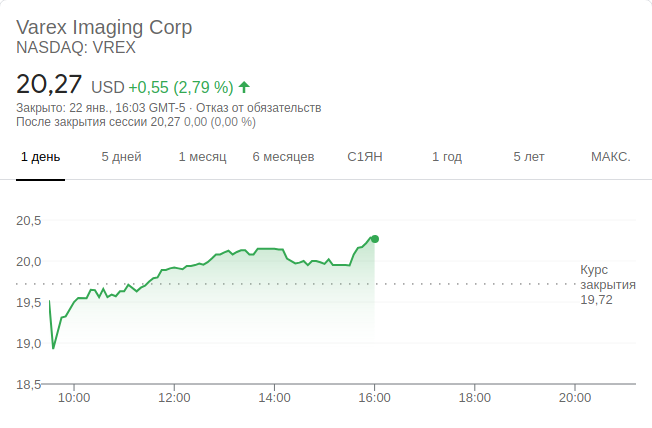 Varex Imaging Corp
NASDAQ: VREX
20,27 USD +0,55 (2,79 %)
Закрыто: 22 янв., 16:03 GMT-5 · Отказ от обязательств
После закрытия сессии 20,27 0,00 (0,00 %)
1 день 5 дней 1 месяц 6 месяцев С1ЯН 1 год 5 лет МАКС.
20,5
20,0
Курс
закрытия
19,72
19,5
19,0
18,5
10:00 12:00 14:00 16:00 18:00 20:00